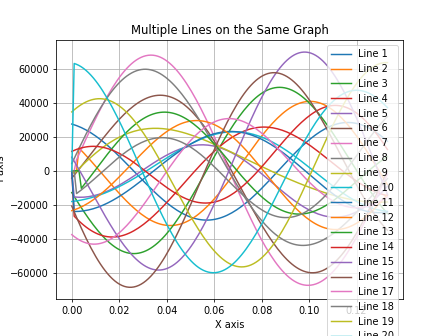 Multiple Lines on the Same Graph
60000
40000
20000
0
−20000
−40000
−60000
0.00
0.02
0.04
0.06
0.08
0.10
X axis
Line 1
Line 2
Line 3
Line 4
Line 5
Line 6
Line 7
Line 8
Line 9
Line 10
Line 11
Line 12
Line 13
Line 14
Line 15
Line 16
Line 17
Line 18
Line 19